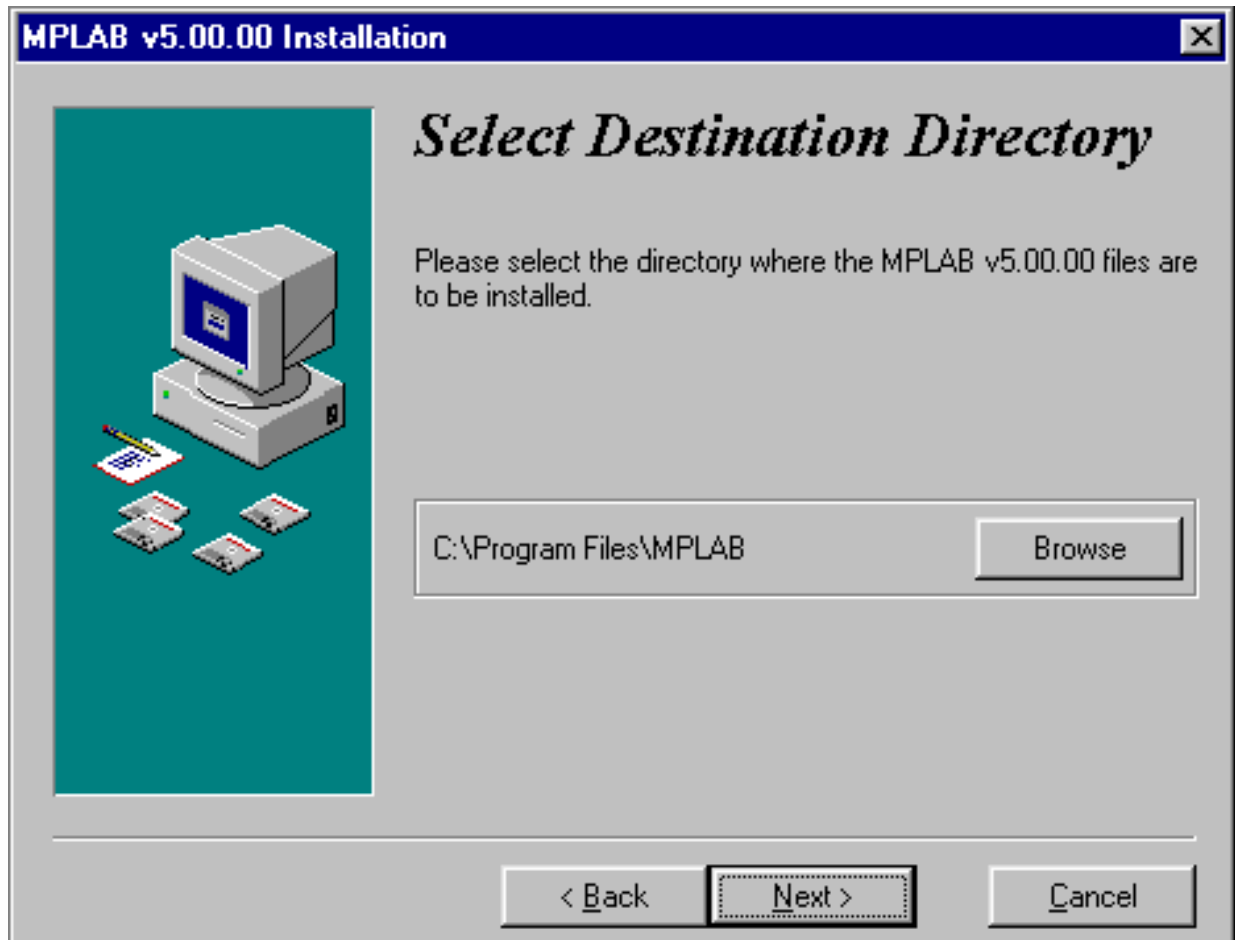 MPLAB v5.00.00 Installation
Select Destination Directory
Please select the directory where the MPLAB v5.00.00 files are
to be installed.
C:\Program Files\MPLAB
Browse
< Back
Next >
Cancel